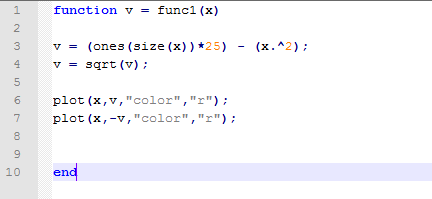 1 function v = func1(x)
2
3 v = (ones(size(x))*25) - (x.^2);
4 v = sqrt(v);
5
6 plot(x,v,"color","r");
7 plot(x,-v,"color","r");
8
9
10 end